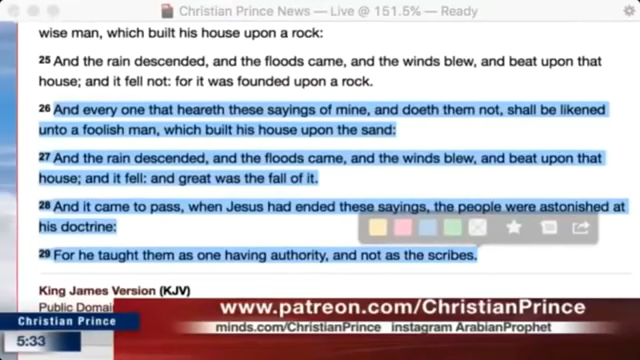 Christian Prince News — Live @ 151.5% — Ready
wise man, which built his house upon a rock:
25 And the rain descended, and the floods came, and the winds blew, and beat upon that
house; and it fell not: for it was founded upon a rock.
26 And every one that heareth these sayings of mine, and doeth them not, shall be likened
unto a foolish man, which built his house upon the sand:
27 And the rain descended, and the floods came, and the winds blew, and beat upon that
house; and it fell: and great was the fall of it.
28 And it came to pass, when Jesus had ended these sayings, the people were astonished at
his doctrine:
29 For he taught them as one having authority, and not as the scribes.
King James Version (KJV)
Public Domai
www.patreon.com/ChristianPrince
Christian Prince
minds.com/ChristianPrince instagram ArabianProphet
5:33